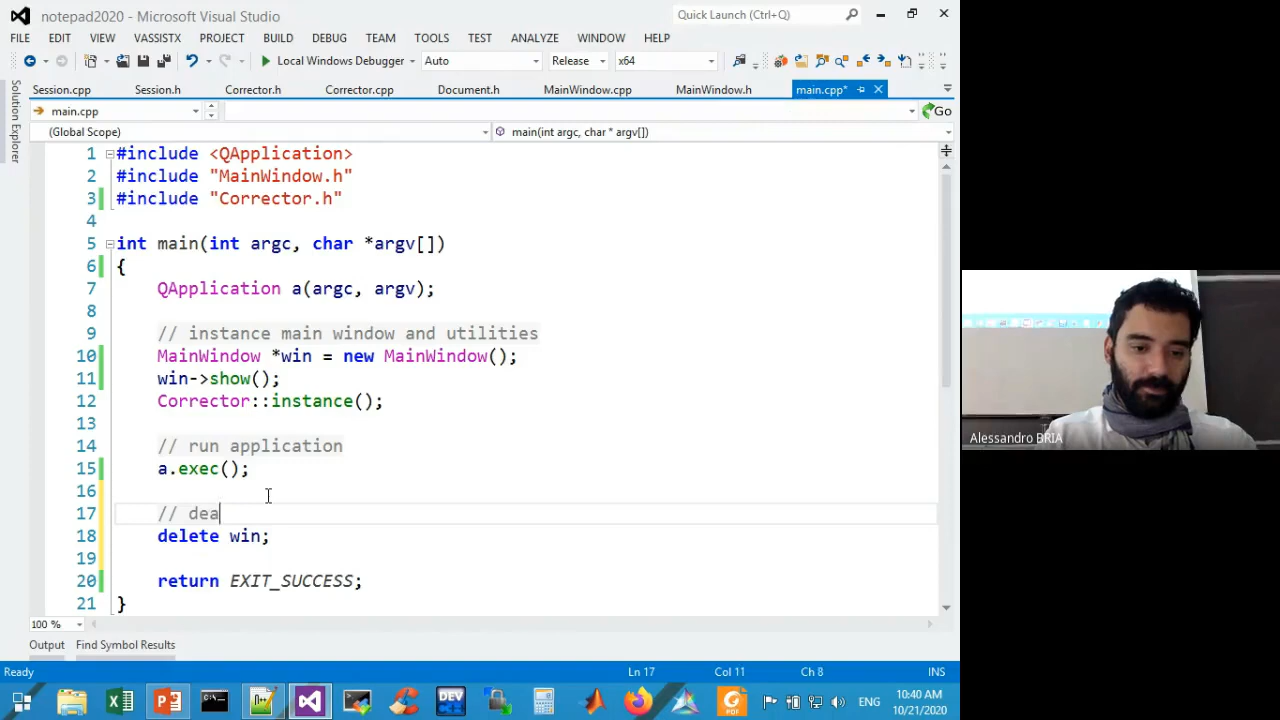 notepad2020 - Microsoft Visual Studio
Quick Launch (Ctrl+Q)
FILE EDIT VIEW VASSISTX PROJECT BUILD DEBUG TEAM TOOLS TEST ANALYZE WINDOW HELP
Local Windows Debugger Auto Release x64
Solution Explorer
Session.cpp Session.h Corrector.h Corrector.cpp Document.h MainWindow.cpp MainWindow.h main.cpp*
main.cpp Go
(Global Scope) main(int argc, char * argv[])
1 #include <QApplication>
2 #include "MainWindow.h"
3 #include "Corrector.h"
4
5 int main(int argc, char *argv[])
6 {
7 QApplication a(argc, argv);
8
9 // instance main window and utilities
10 MainWindow *win = new MainWindow();
11 win->show();
12 Corrector::instance();
13
14 // run application
15 a.exec();
16
17 // dea
18 delete win;
19
20 return EXIT_SUCCESS;
21 }
100 %
Output Find Symbol Results
Ready Ln 17 Col 11 Ch 8 INS
DEV
PDF
ENG
10:40 AM
10/21/2020
Alessandro BRIA